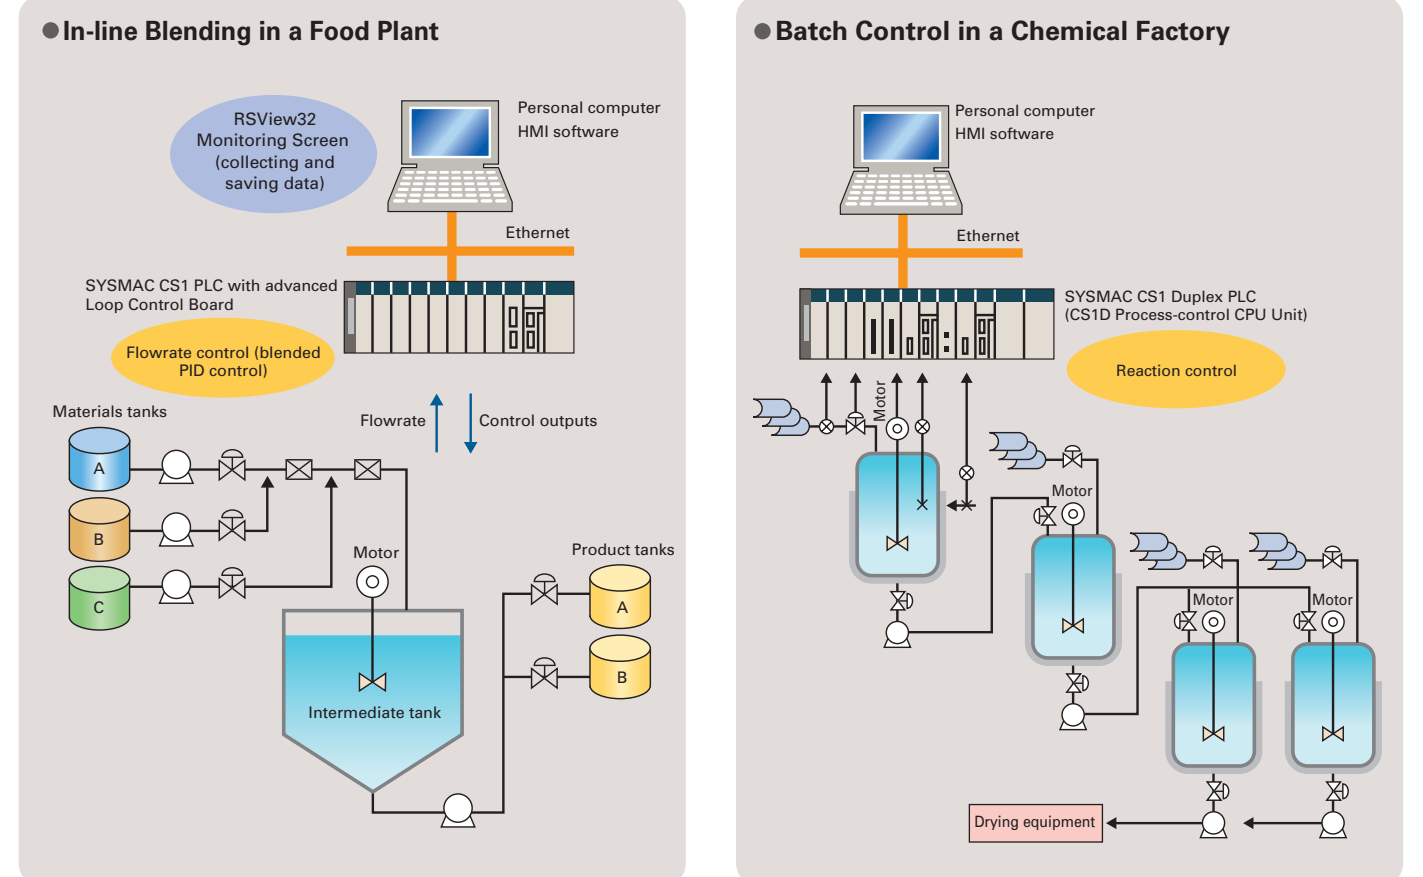 In-line Blending in a Food Plant
RSView32
Monitoring Screen
(collecting and
saving data)
Personal computer
HMI software
Ethernet
SYSMAC CS1 PLC with advanced
Loop Control Board
Flowrate control (blended
PID control)
Materials tanks
Flowrate
Control outputs
A
B
C
Motor
Product tanks
A
B
Intermediate tank
Batch Control in a Chemical Factory
Personal computer
HMI software
Ethernet
SYSMAC CS1 Duplex PLC
(CS1D Process-control CPU Unit)
Reaction control
Motor
Motor
Motor
Motor
Drying equipment